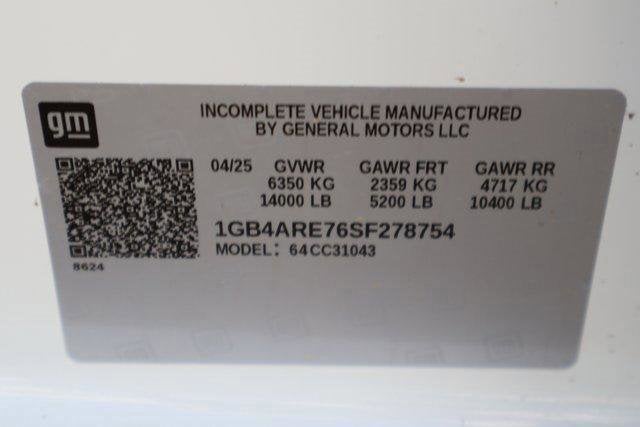 gm
INCOMPLETE VEHICLE MANUFACTURED
BY GENERAL MOTORS LLC
04/25 GVWR GAWR FRT GAWR RR
6350 KG 2359 KG 4717 KG
14000 LB 5200 LB 10400 LB
1GB4ARE76SF278754
MODEL: 64CC31043
8624